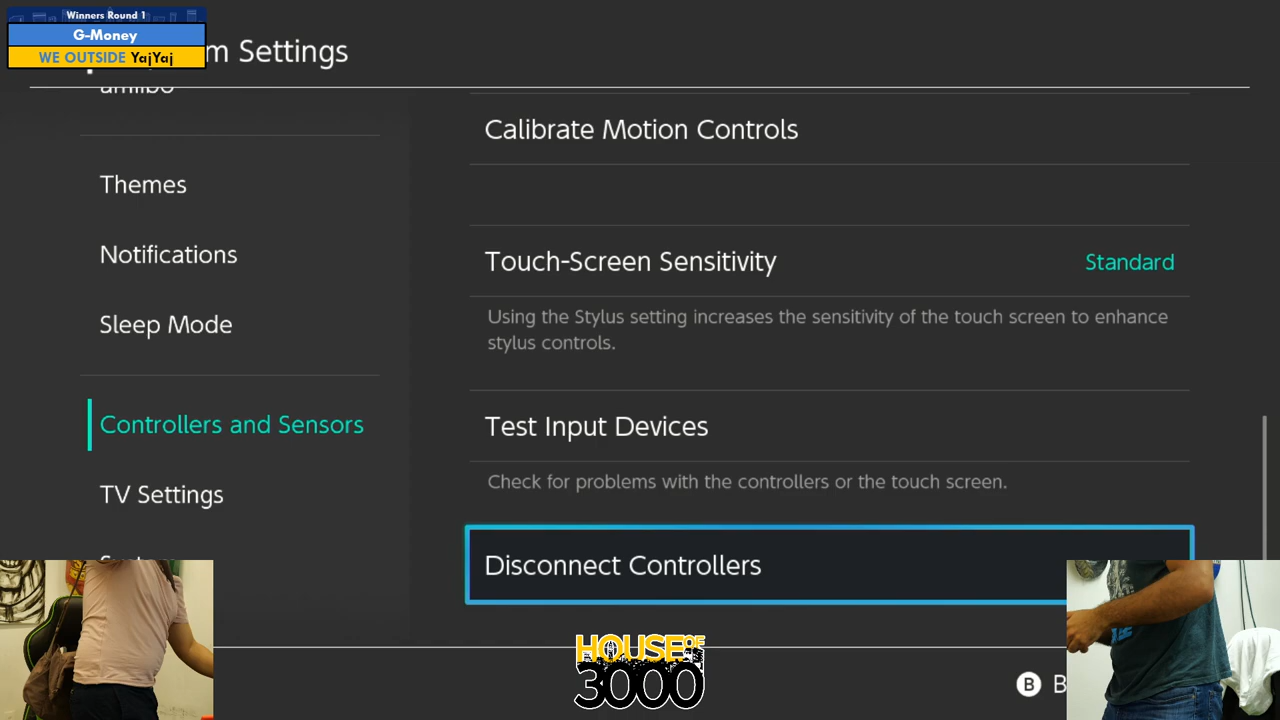 Winners Round 1
G-Money
WE OUTSIDE YajYaj
m Settings
amiibo
Themes
Notifications
Sleep Mode
Controllers and Sensors
TV Settings
System
Calibrate Motion Controls
Touch-Screen Sensitivity Standard
Using the Stylus setting increases the sensitivity of the touch screen to enhance
stylus controls.
Test Input Devices
Check for problems with the controllers or the touch screen.
Disconnect Controllers
HOUSE OF
3000
B B